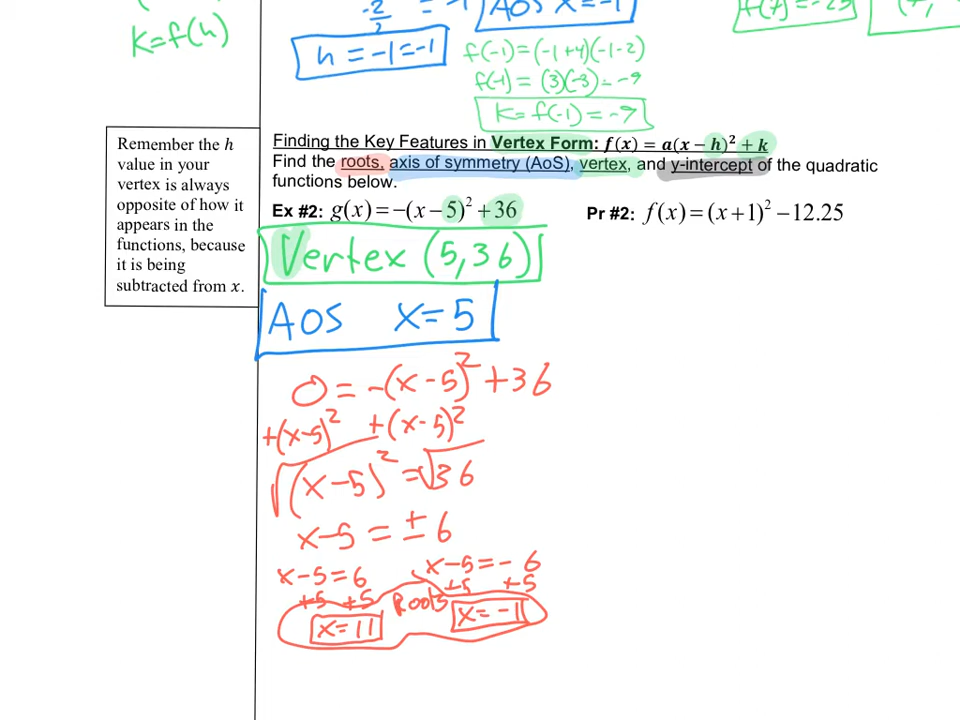 K=f(h)
-2/2 = -1
AOS x=-1
h = -1 = -1
f(-1) = (-1+4)(-1-2)
f(-1) = (3)(-3) = -9
K = f(-1) = -9
Remember the h
value in your
vertex is always
opposite of how it
appears in the
functions, because
it is being
subtracted from x.
Finding the Key Features in Vertex Form: f(x) = a(x − h)² + k
Find the roots, axis of symmetry (AoS), vertex, and y-intercept of the quadratic
functions below.
Ex #2: g(x) = −(x − 5)² + 36
Pr #2: f(x) = (x + 1)² − 12.25
Vertex (5, 36)
AOS x = 5
0 = -(x - 5)² + 36
+(x-5)² +(x-5)²
√(x-5)² = √36
x-5 = ± 6
x-5 = 6 x-5 = - 6
+5 +5 +5 +5
x = 11 Roots x = -1